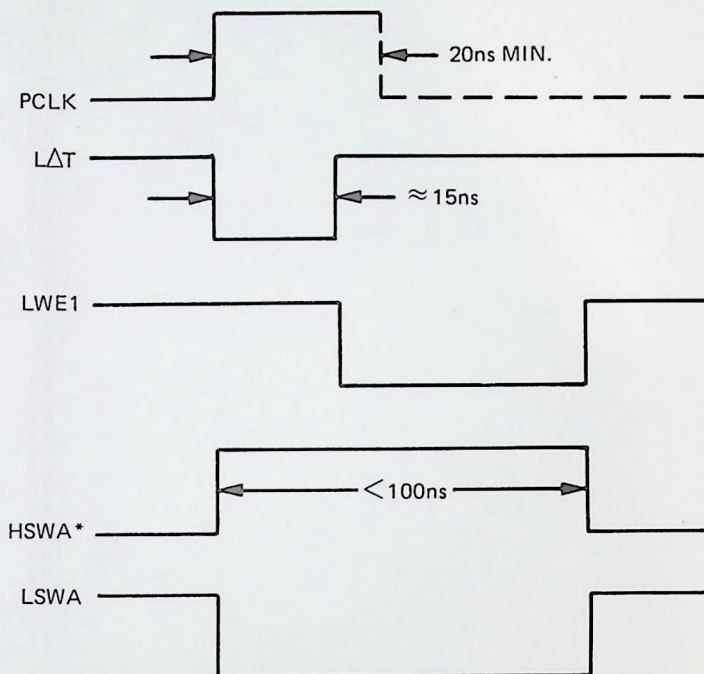 20ns MIN.
PCLK
LΔT
≈15ns
LWE1
<100ns
HSWA*
LSWA